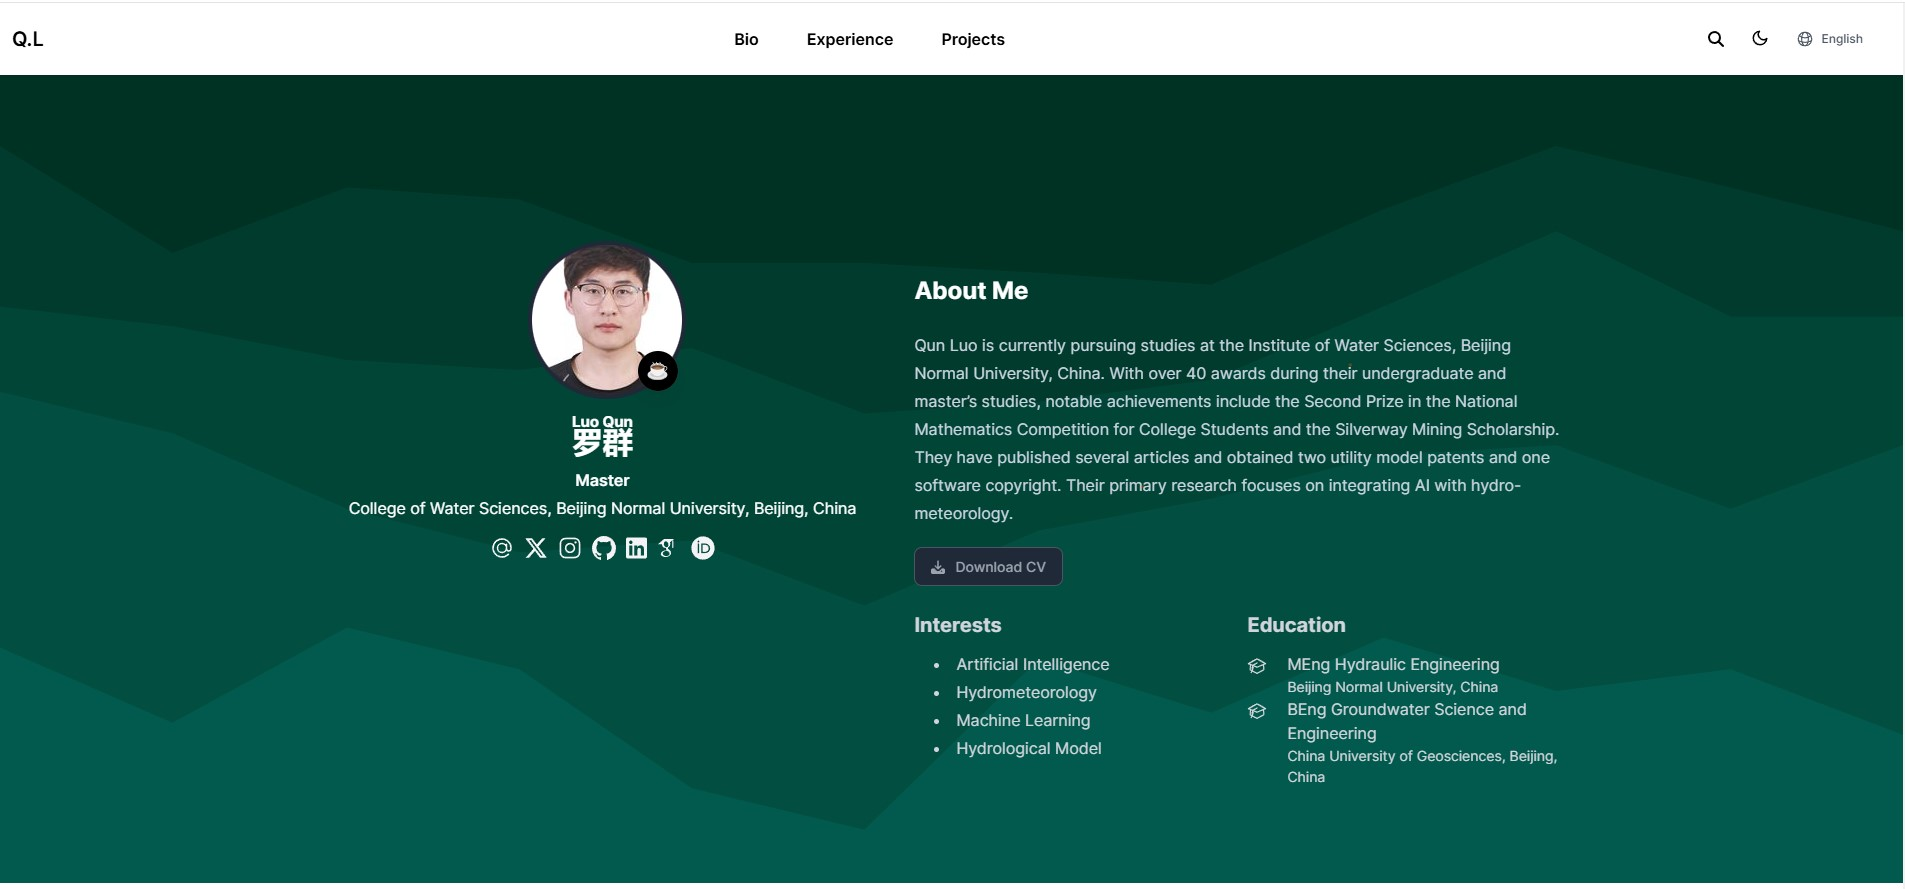 Q.L
Bio
Experience
Projects
English
Luo Qun
罗群
Master
College of Water Sciences, Beijing Normal University, Beijing, China
About Me
Qun Luo is currently pursuing studies at the Institute of Water Sciences, Beijing
Normal University, China. With over 40 awards during their undergraduate and
master’s studies, notable achievements include the Second Prize in the National
Mathematics Competition for College Students and the Silverway Mining Scholarship.
They have published several articles and obtained two utility model patents and one
software copyright. Their primary research focuses on integrating AI with hydro-
meteorology.
Download CV
Interests
Artificial Intelligence
Hydrometeorology
Machine Learning
Hydrological Model
Education
MEng Hydraulic Engineering
Beijing Normal University, China
BEng Groundwater Science and
Engineering
China University of Geosciences, Beijing,
China